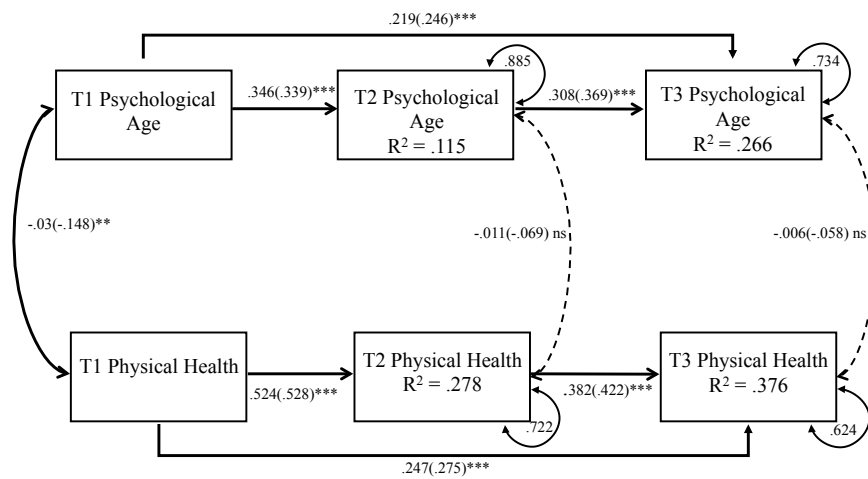 .219(.246)***
.885
.734
T1 Psychological
Age
.346(.339)***
T2 Psychological
Age
R² = .115
.308(.369)***
T3 Psychological
Age
R² = .266
-.03(-.148)**
-.011(-.069) ns
-.006(-.058) ns
T1 Physical Health
.524(.528)***
T2 Physical Health
R² = .278
.382(.422)***
T3 Physical Health
R² = .376
.722
.624
.247(.275)***